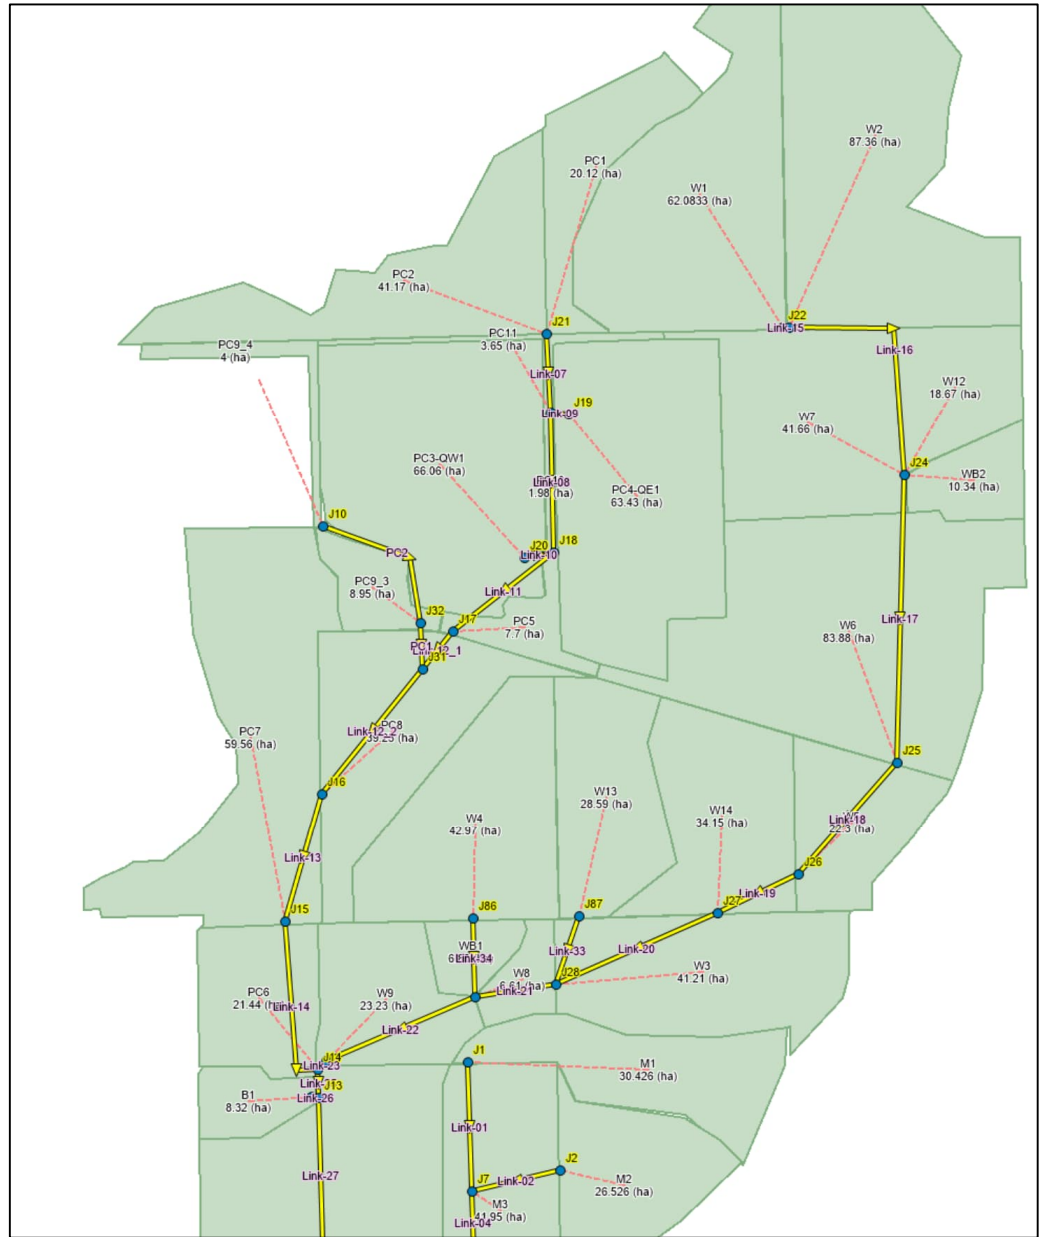 W2
87.36 (ha)
PC1
20.12 (ha)
W1
62.0833 (ha)
PC2
41.17 (ha)
J22
Link-15
J21
PC11
3.65 (ha)
PC9_4
4 (ha)
Link-16
Link-07
W12
18.67 (ha)
J19
Link-09
W7
41.66 (ha)
PC3-QW1
66.06 (ha)
J24
WB2
10.34 (ha)
Link-08
1.98 (ha)
PC4-QE1
63.43 (ha)
J10
PC2
J20
J18
Link-10
PC9_3
8.95 (ha)
Link-11
J32
J17
PC5
7.7 (ha)
Link-17
W6
83.88 (ha)
PC1
J31
PC7
59.56 (ha)
Link-12_2
PC8
J25
J16
W13
28.59 (ha)
W4
42.97 (ha)
W14
34.15 (ha)
Link-18
22.3 (ha)
Link-13
J26
Link-19
J15
J86
J87
J27
WB1
Link-34
Link-33
Link-20
W8
6.61 (ha)
J28
W3
41.21 (ha)
Link-21
PC6
21.44
W9
23.23 (ha)
Link-14
Link-22
J14
Link-23
J1
M1
30.426 (ha)
J13
B1
8.32 (ha)
Link-26
Link-01
J2
Link-27
J7
Link-02
M2
26.526 (ha)
M3
41.95 (ha)
Link-04